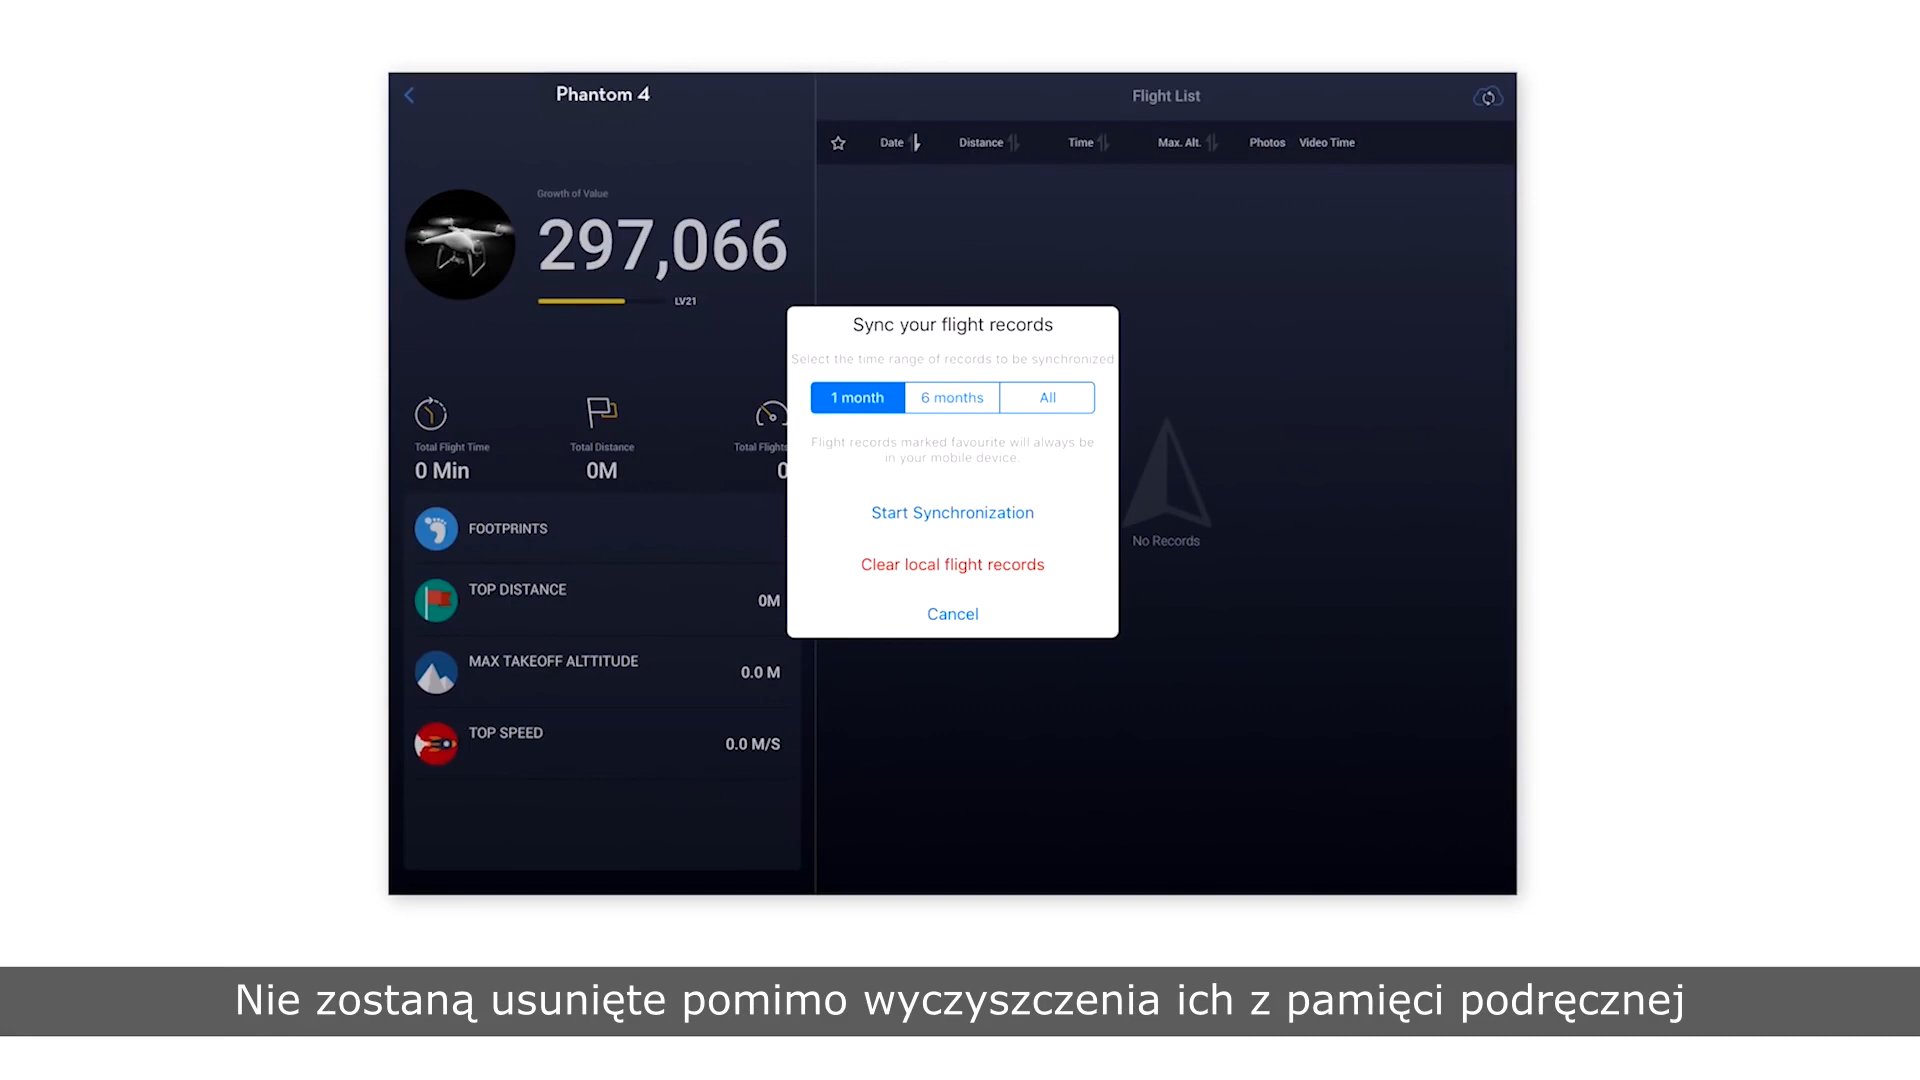 Phantom 4
Flight List
Date
Distance
Time
Max. Alt.
Photos
Video Time
Growth of Value
297,066
LV21
Total Flight Time
0 Min
Total Distance
0M
Total Flights
0
FOOTPRINTS
TOP DISTANCE
0M
MAX TAKEOFF ALTTITUDE
0.0 M
TOP SPEED
0.0 M/S
Sync your flight records
Select the time range of records to be synchronized
1 month
6 months
All
Flight records marked favourite will always be
in your mobile device.
Start Synchronization
Clear local flight records
Cancel
No Records
Nie zostaną usunięte pomimo wyczyszczenia ich z pamięci podręcznej